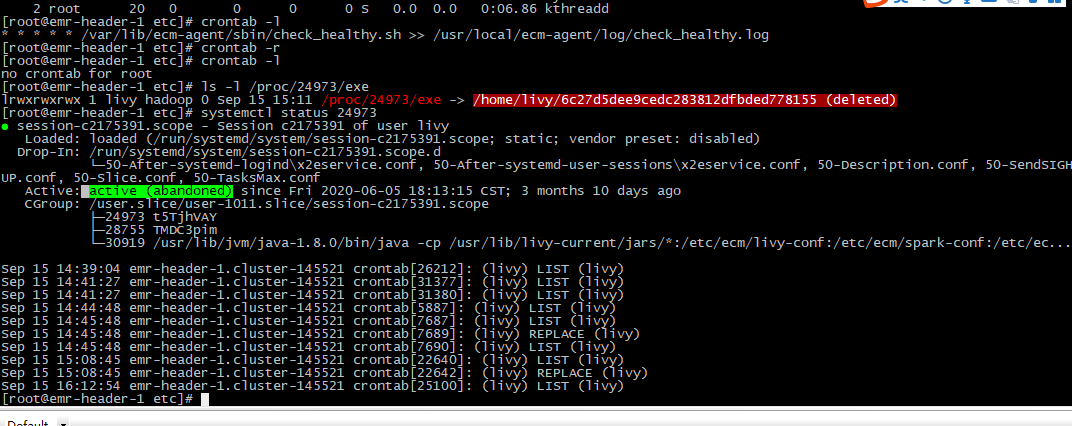 2 root 20 0 0 0 0 S 0.0 0.0 0:06.86 kthreadd
[root@emr-header-1 etc]# crontab -l
* * * * * /var/lib/ecm-agent/sbin/check_healthy.sh >> /usr/local/ecm-agent/log/check_healthy.log
[root@emr-header-1 etc]# crontab -r
[root@emr-header-1 etc]# crontab -l
no crontab for root
[root@emr-header-1 etc]# ls -l /proc/24973/exe
lrwxrwxrwx 1 livy hadoop 0 Sep 15 15:11 /proc/24973/exe -> /home/livy/6c27d5dee9cedc283812dfbded778155 (deleted)
[root@emr-header-1 etc]# systemctl status 24973
● session-c2175391.scope - Session c2175391 of user livy
Loaded: loaded (/run/systemd/system/session-c2175391.scope; static; vendor preset: disabled)
Drop-In: /run/systemd/system/session-c2175391.scope.d
└─50-After-systemd-logind\x2eservice.conf, 50-After-systemd-user-sessions\x2eservice.conf, 50-Description.conf, 50-SendSIGH
UP.conf, 50-Slice.conf, 50-TasksMax.conf
Active: active (abandoned) since Fri 2020-06-05 18:13:15 CST; 3 months 10 days ago
CGroup: /user.slice/user-1011.slice/session-c2175391.scope
├─24973 t5TjhVAY
├─28755 TMDC3pim
└─30919 /usr/lib/jvm/java-1.8.0/bin/java -cp /usr/lib/livy-current/jars/*:/etc/ecm/livy-conf:/etc/ecm/spark-conf:/etc/ec...
Sep 15 14:39:04 emr-header-1.cluster-145521 crontab[26212]: (livy) LIST (livy)
Sep 15 14:41:27 emr-header-1.cluster-145521 crontab[31377]: (livy) LIST (livy)
Sep 15 14:41:27 emr-header-1.cluster-145521 crontab[31380]: (livy) LIST (livy)
Sep 15 14:44:48 emr-header-1.cluster-145521 crontab[5887]: (livy) LIST (livy)
Sep 15 14:45:48 emr-header-1.cluster-145521 crontab[7687]: (livy) LIST (livy)
Sep 15 14:45:48 emr-header-1.cluster-145521 crontab[7689]: (livy) REPLACE (livy)
Sep 15 14:45:48 emr-header-1.cluster-145521 crontab[7690]: (livy) LIST (livy)
Sep 15 15:08:45 emr-header-1.cluster-145521 crontab[22640]: (livy) LIST (livy)
Sep 15 15:08:45 emr-header-1.cluster-145521 crontab[22642]: (livy) REPLACE (livy)
Sep 15 16:12:54 emr-header-1.cluster-145521 crontab[25100]: (livy) LIST (livy)
[root@emr-header-1 etc]#
Default